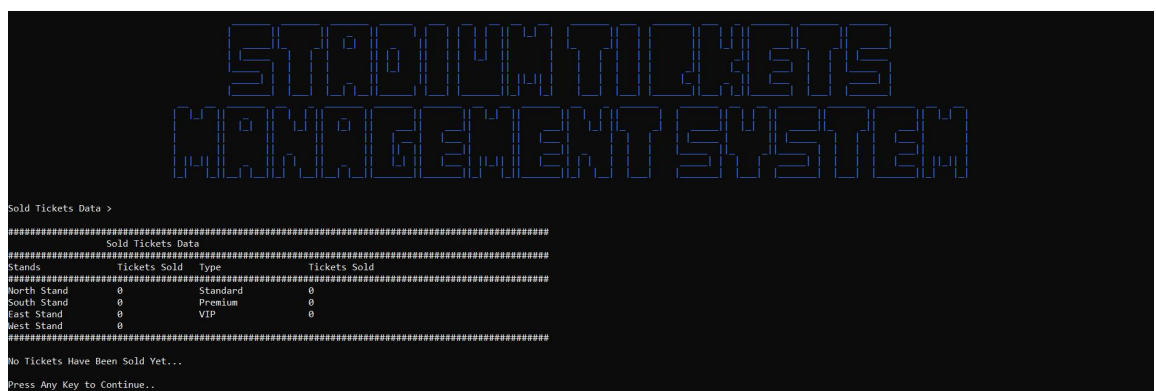 STADIUM TICKETS
MANAGEMENT SYSTEM
Sold Tickets Data >
####################################################################################################
Sold Tickets Data
####################################################################################################
Stands Tickets Sold Type Tickets Sold
####################################################################################################
North Stand 0 Standard 0
South Stand 0 Premium 0
East Stand 0 VIP 0
West Stand 0
####################################################################################################
No Tickets Have Been Sold Yet...
Press Any Key to Continue..